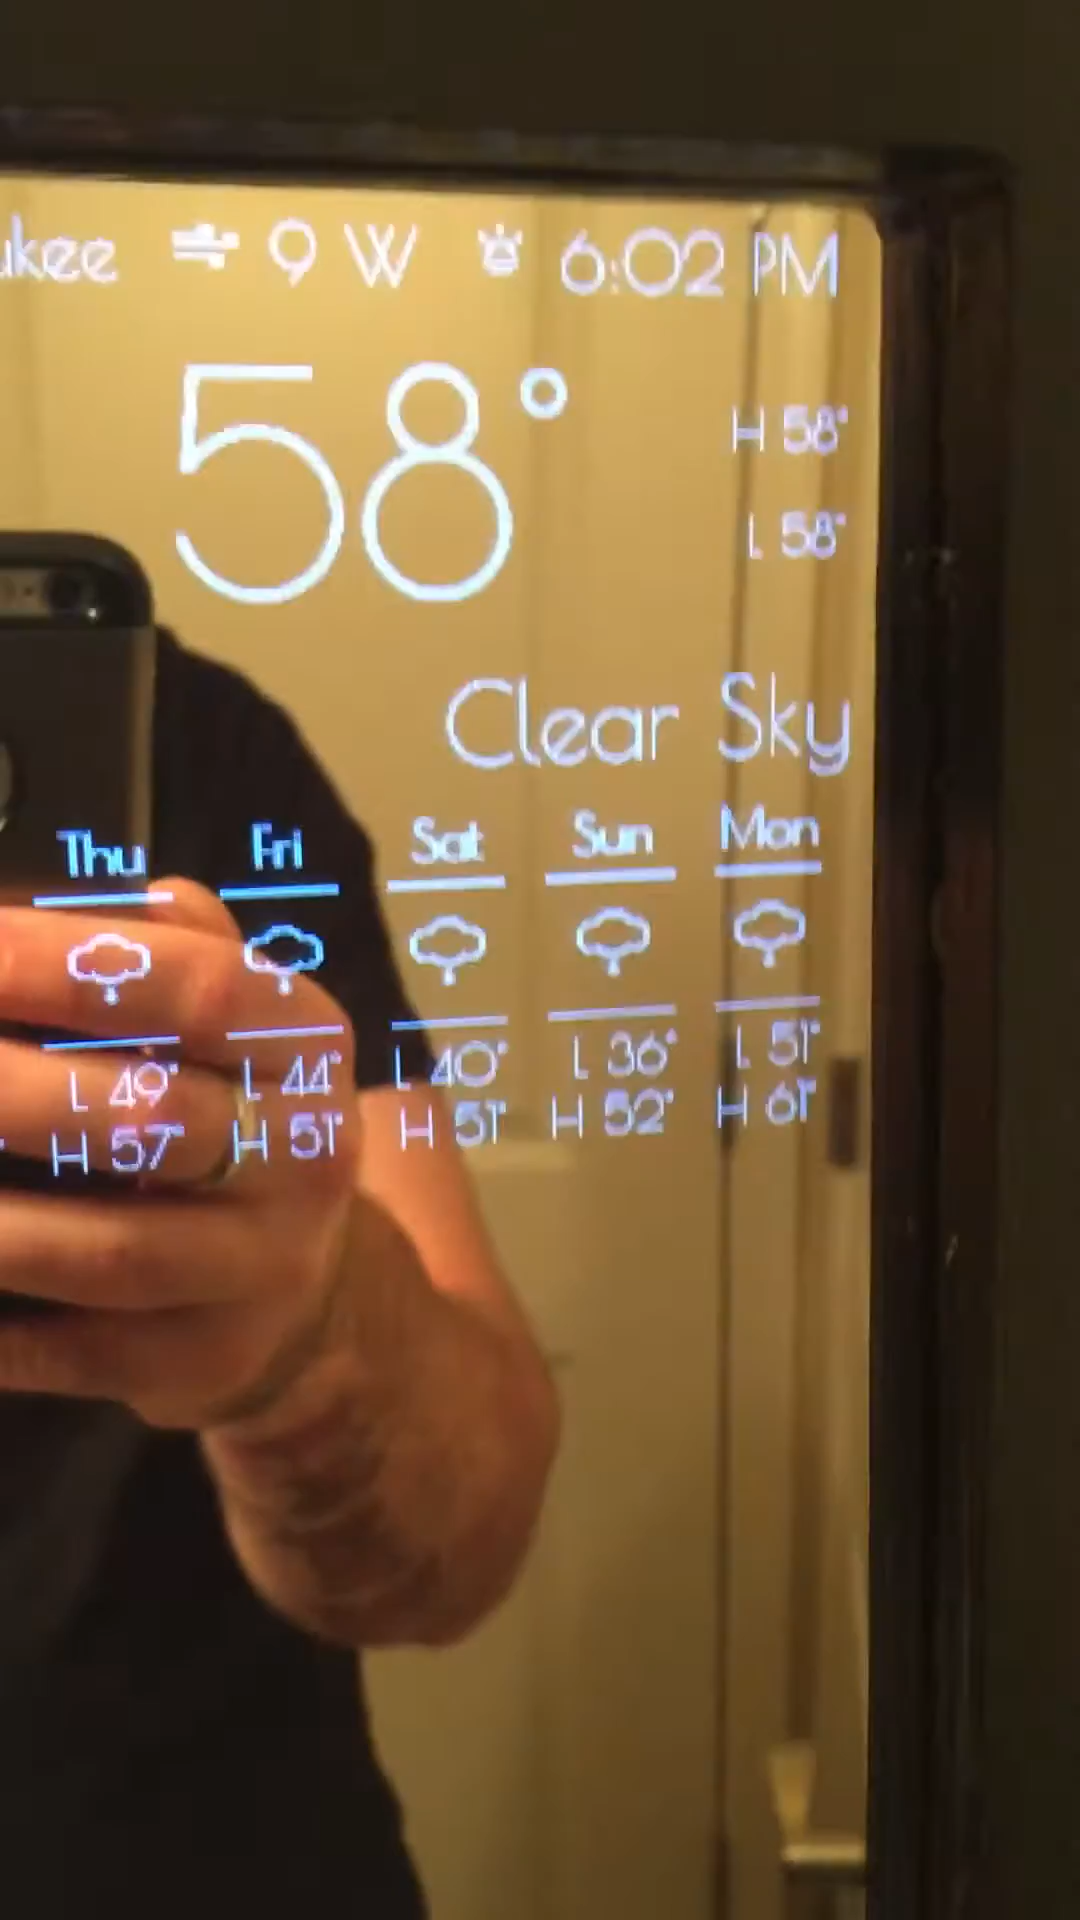 ukee 9 W 6:02 PM
58° H 58°
L 58°
Clear Sky
Thu Fri Sat Sun Mon
L 49° L 44° L 40° L 36° L 51°
H 57° H 51° H 51° H 52° H 61°